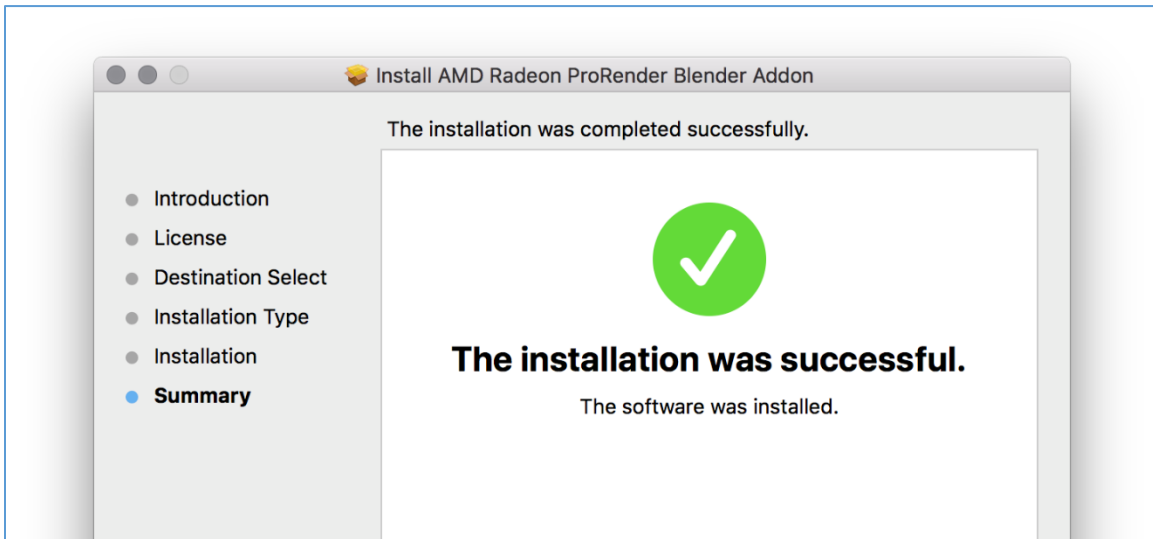 Install AMD Radeon ProRender Blender Addon
The installation was completed successfully.
Introduction
License
Destination Select
Installation Type
Installation
Summary
The installation was successful.
The software was installed.